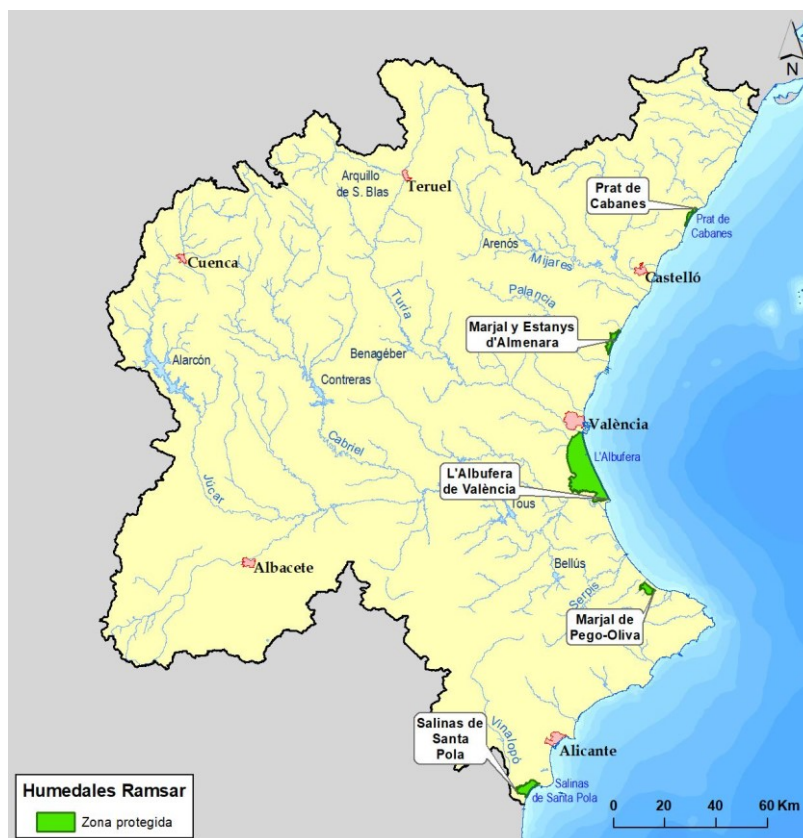 N
Arquillo
de S. Blas
Teruel
Prat de
Cabanes
Prat de
Cabanes
Cuenca
Arenós
Mijares
Castelló
Palancia
Turia
Marjal y Estanys
d'Almenara
Benagéber
Alarcón
Contreras
València
Cabriel
L'Albufera
L'Albufera
de València
Júcar
Tous
Albacete
Bellús
Serpis
Marjal de
Pego-Oliva
Salinas de
Santa
Pola
Vinalopó
Alicante
Salinas
de Santa Pola
Humedales Ramsar
Zona protegida
0 20 40 60 Km